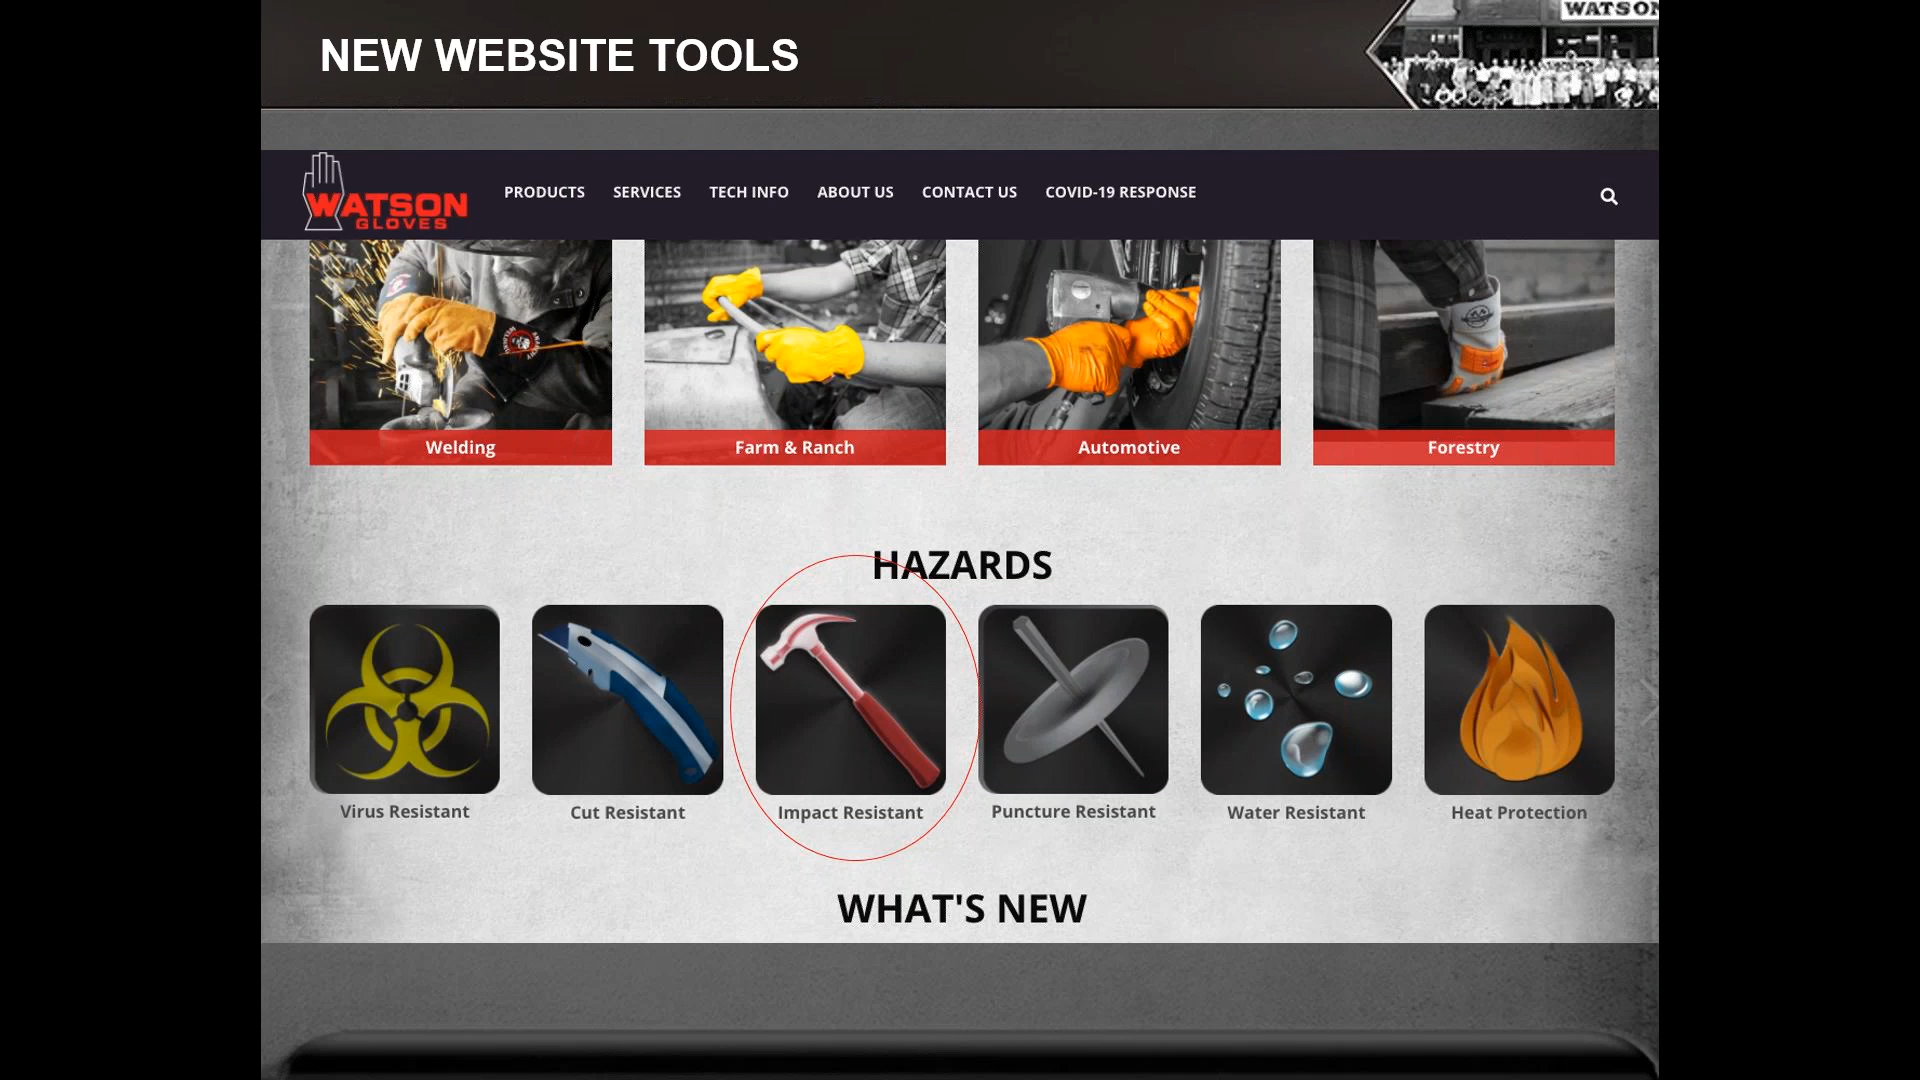 NEW WEBSITE TOOLS
WATSON
WATSON
GLOVES
PRODUCTS SERVICES TECH INFO ABOUT US CONTACT US COVID-19 RESPONSE
Welding Farm & Ranch Automotive Forestry
HAZARDS
Virus Resistant Cut Resistant Impact Resistant Puncture Resistant Water Resistant Heat Protection
WHAT'S NEW